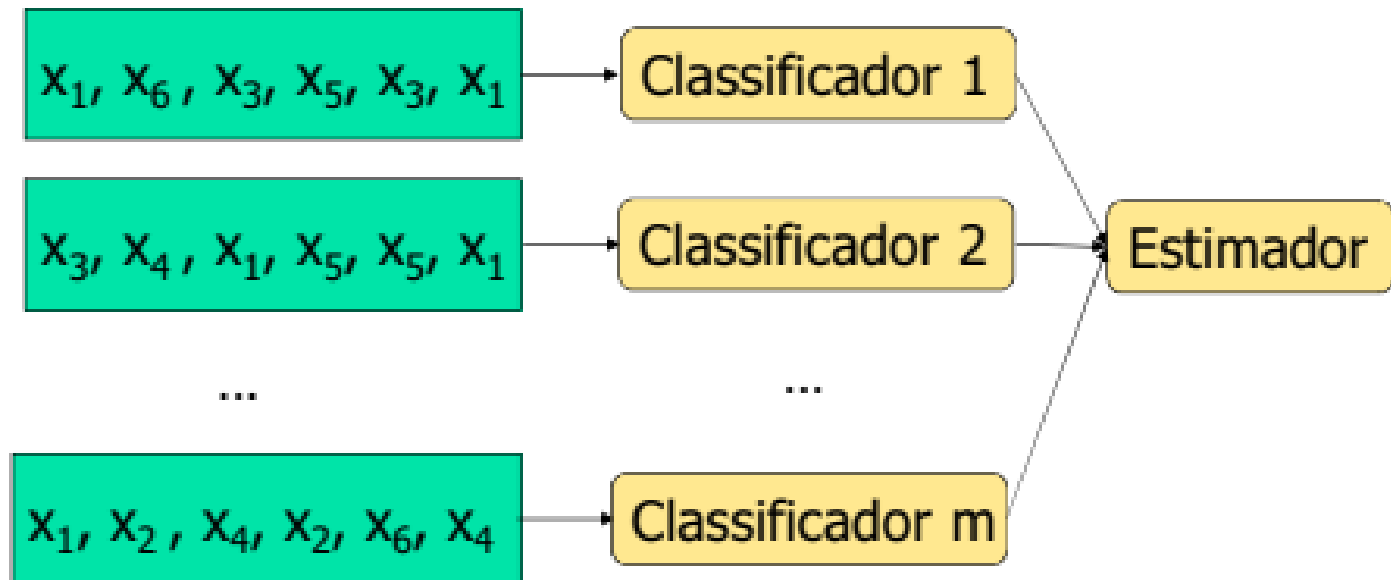 x₁, x₆ , x₃, x₅, x₃, x₁
Classificador 1
x₃, x₄ , x₁, x₅, x₅, x₁
Classificador 2
Estimador
...
...
x₁, x₂ , x₄, x₂, x₆, x₄
Classificador m